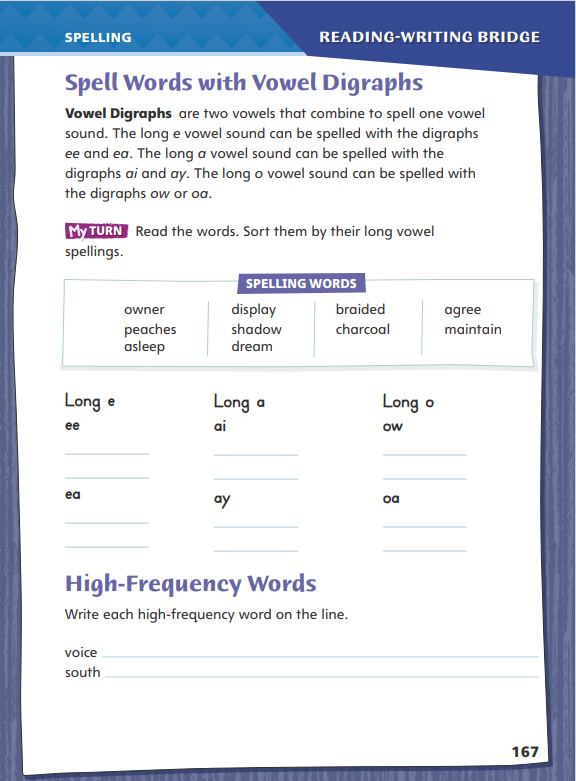 SPELLING
READING-WRITING BRIDGE
Spell Words with Vowel Digraphs
Vowel Digraphs are two vowels that combine to spell one vowel
sound. The long e vowel sound can be spelled with the digraphs
ee and ea. The long a vowel sound can be spelled with the
digraphs ai and ay. The long o vowel sound can be spelled with
the digraphs ow or oa.
My TURN Read the words. Sort them by their long vowel
spellings.
SPELLING WORDS
owner display braided agree
peaches shadow charcoal maintain
asleep dream
Long e Long a Long o
ee ai ow
ea ay oa
High-Frequency Words
Write each high-frequency word on the line.
voice
south
167